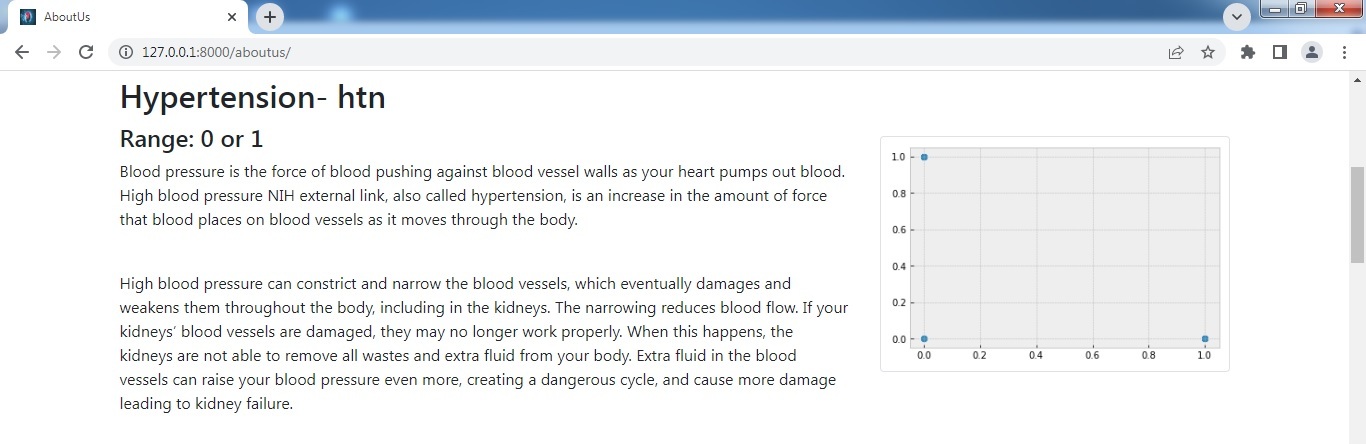 AboutUs
127.0.0.1:8000/aboutus/
Hypertension- htn
Range: 0 or 1
Blood pressure is the force of blood pushing against blood vessel walls as your heart pumps out blood.
High blood pressure NIH external link, also called hypertension, is an increase in the amount of force
that blood places on blood vessels as it moves through the body.
High blood pressure can constrict and narrow the blood vessels, which eventually damages and
weakens them throughout the body, including in the kidneys. The narrowing reduces blood flow. If your
kidneys’ blood vessels are damaged, they may no longer work properly. When this happens, the
kidneys are not able to remove all wastes and extra fluid from your body. Extra fluid in the blood
vessels can raise your blood pressure even more, creating a dangerous cycle, and cause more damage
leading to kidney failure.
1.0
0.8
0.6
0.4
0.2
0.0
0.0 0.2 0.4 0.6 0.8 1.0